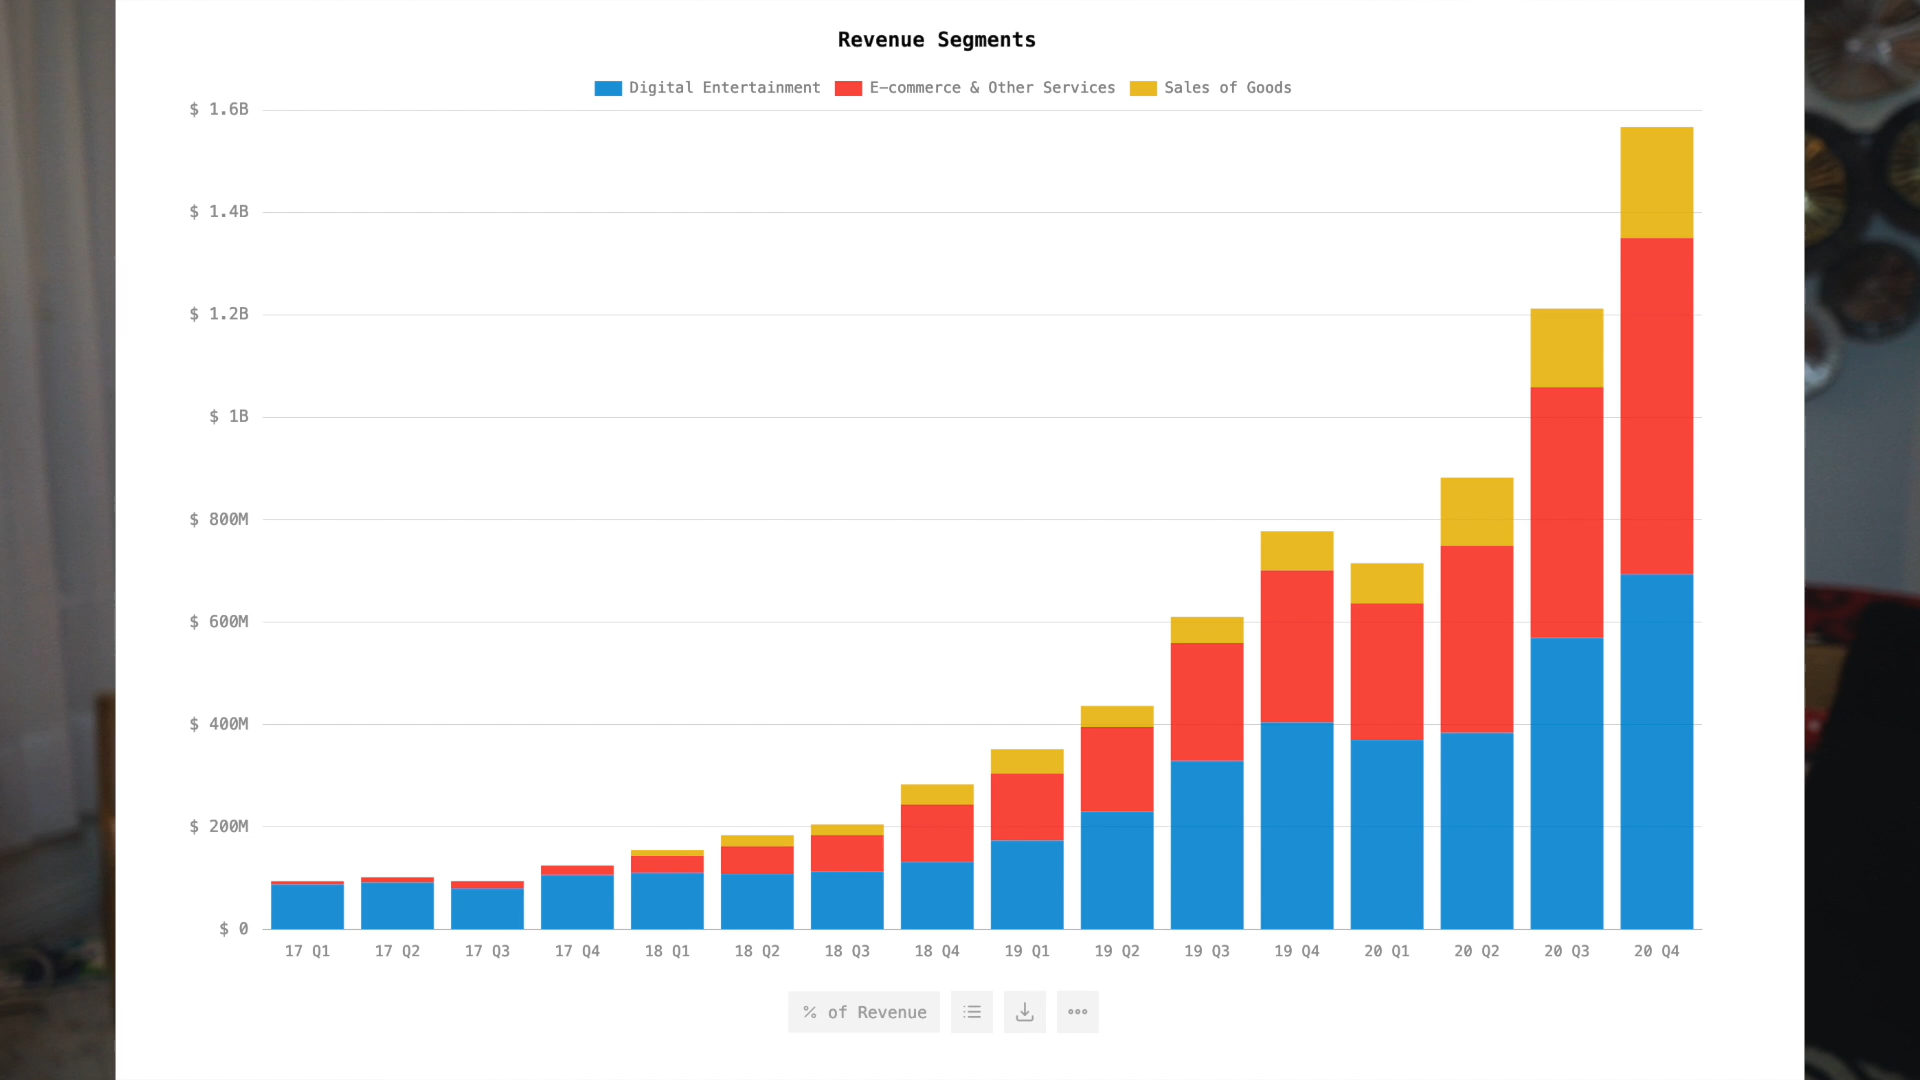 Revenue Segments
Digital Entertainment E-commerce & Other Services Sales of Goods
$ 1.6B
$ 1.4B
$ 1.2B
$ 1B
$ 800M
$ 600M
$ 400M
$ 200M
$ 0
17 Q1 17 Q2 17 Q3 17 Q4 18 Q1 18 Q2 18 Q3 18 Q4 19 Q1 19 Q2 19 Q3 19 Q4 20 Q1 20 Q2 20 Q3 20 Q4
% of Revenue